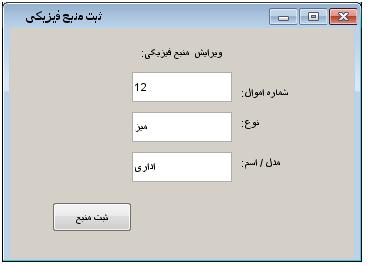 ثبت منبع فیزیکی
ویرایش منبع فیزیکی:
شماره اموال: 12
نوع: میز
مدل / اسم: اداری
ثبت منبع